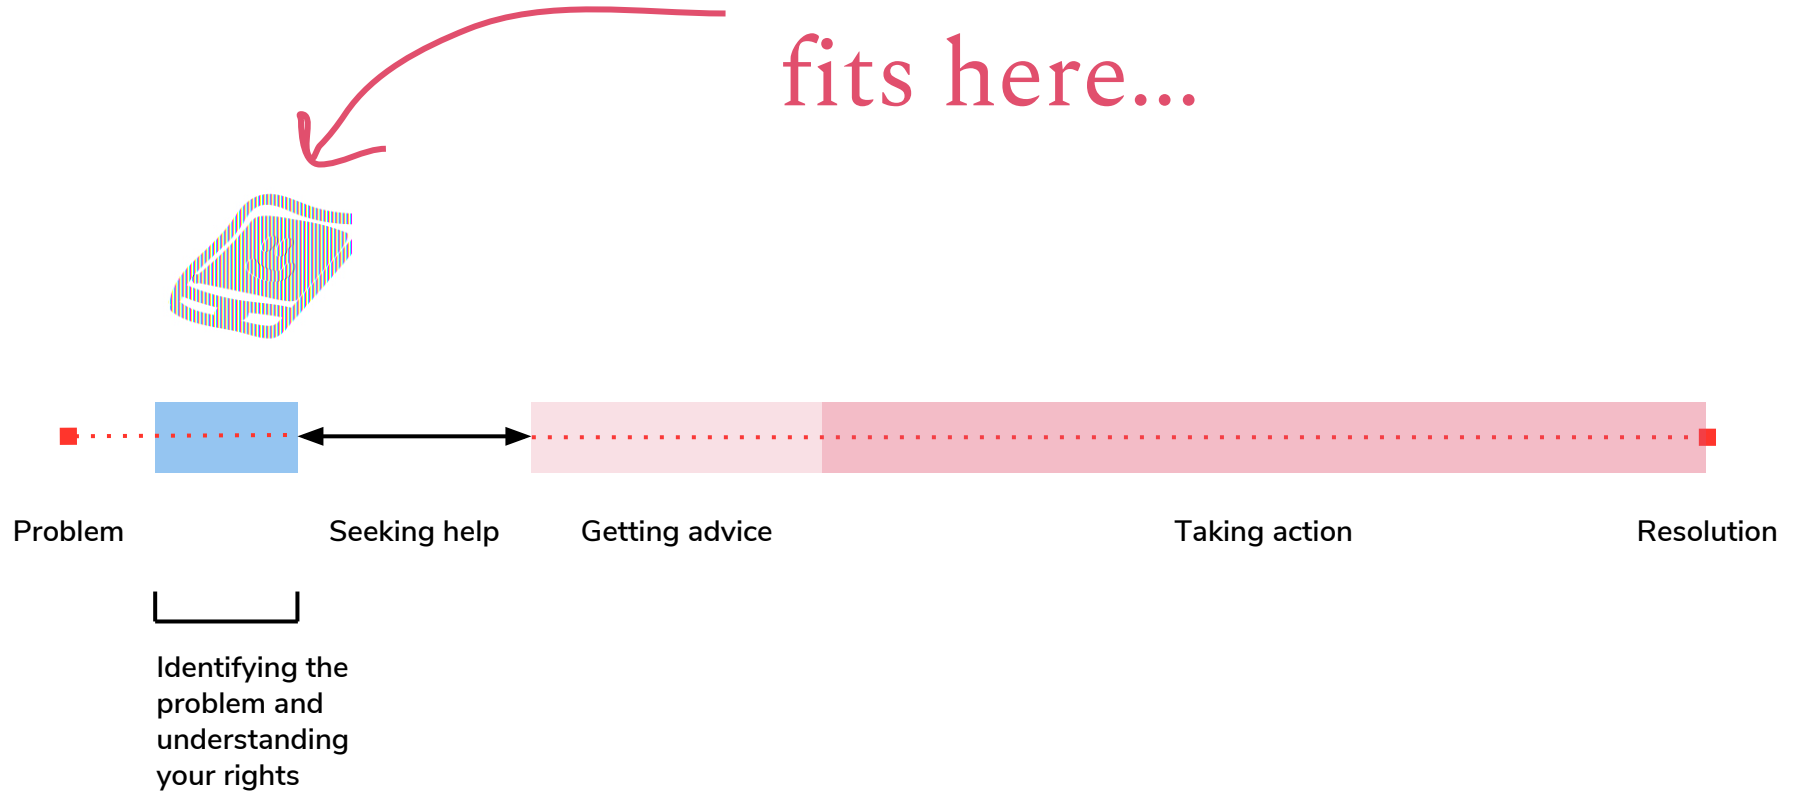 fits here...
Problem
Seeking help
Getting advice
Taking action
Resolution
Identifying the
problem and
understanding
your rights